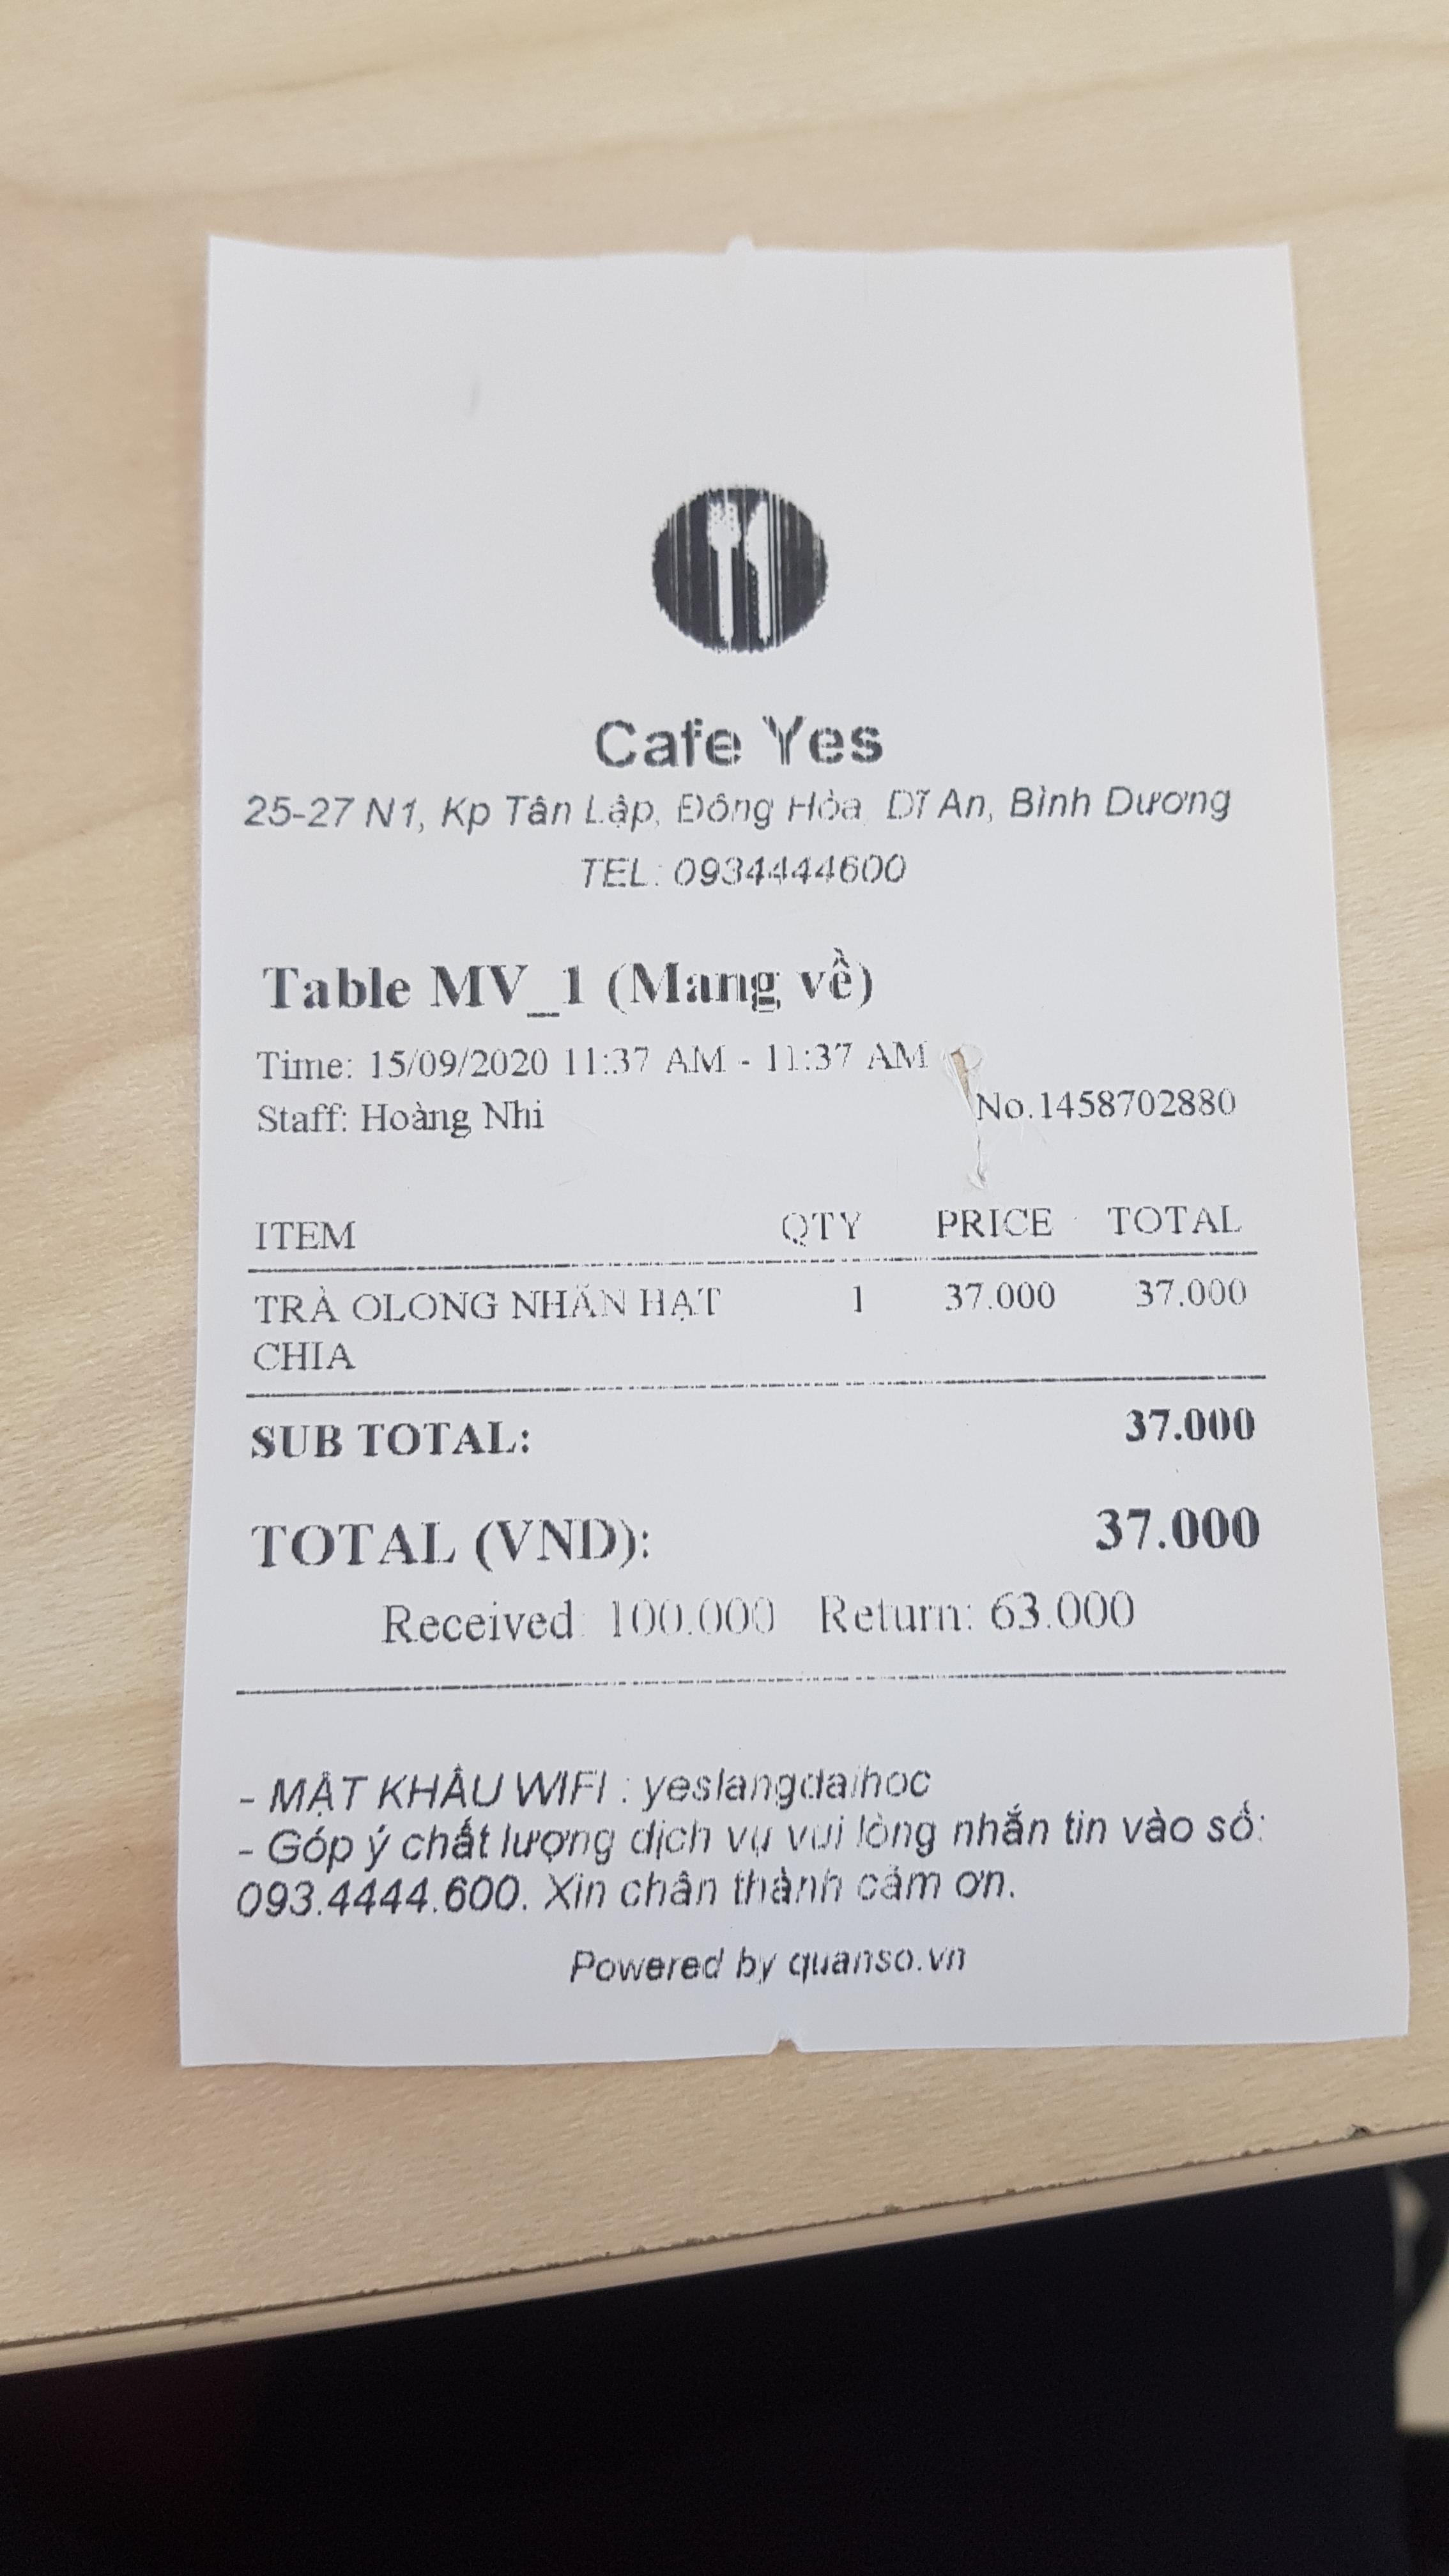 Cafe Yes
25-27 N1, Kp Tân Lập, Đông Hòa, Dĩ An, Bình Dương
TEL: 0934444600
Table MV_1 (Mang về)
Time: 15/09/2020 11:37 AM - 11:37 AM
Staff: Hoàng Nhi No.1458702880
ITEM QTY PRICE TOTAL
TRÀ OLONG NHÃN HẠT 1 37.000 37.000
CHIA
SUB TOTAL: 37.000
TOTAL (VND): 37.000
Received: 100.000 Return: 63.000
- MẬT KHẨU WIFI : yeslangdaihoc
- Góp ý chất lượng dịch vụ vui lòng nhắn tin vào số:
093.4444.600. Xin chân thành cảm ơn.
Powered by quanso.vn